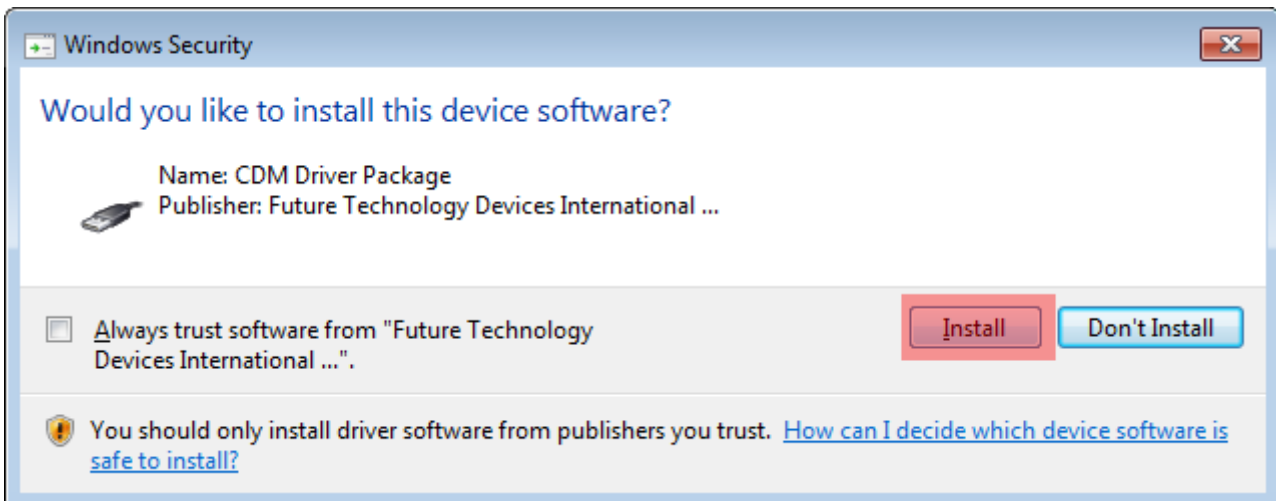 Windows Security
Would you like to install this device software?
Name: CDM Driver Package
Publisher: Future Technology Devices International ...
Always trust software from "Future Technology
Devices International ...".
Install
Don't Install
You should only install driver software from publishers you trust. How can I decide which device software is
safe to install?